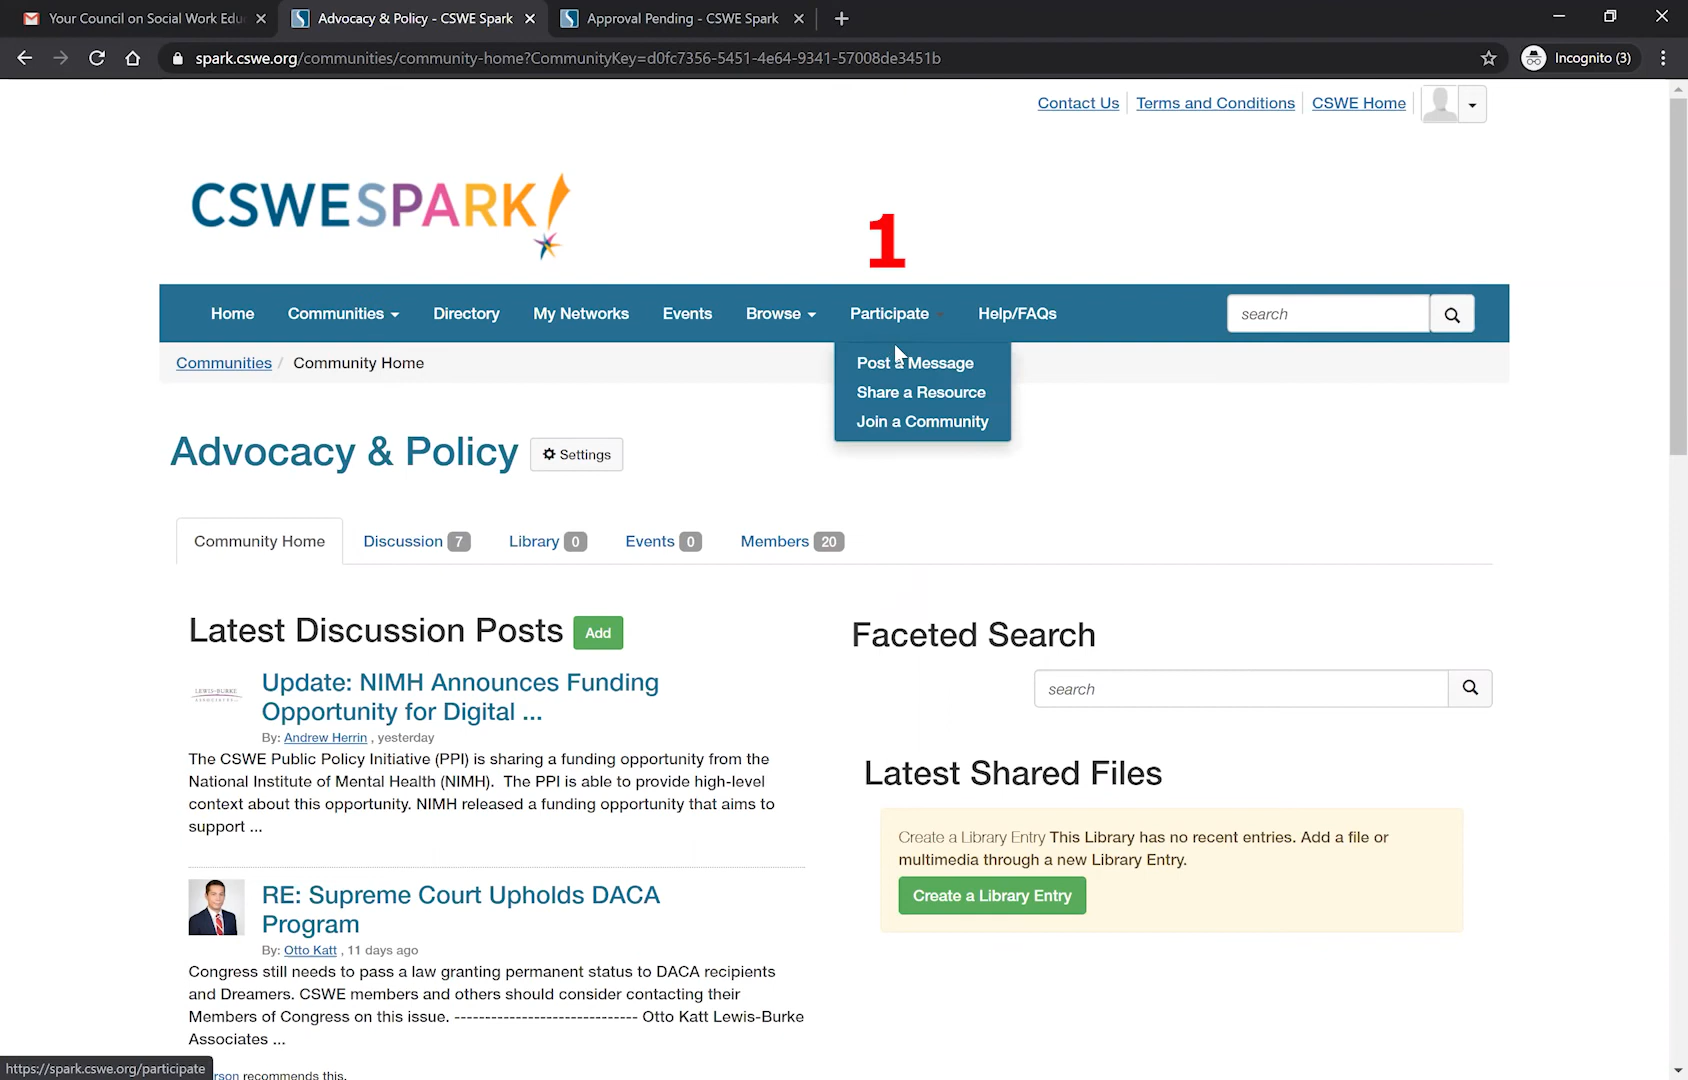 Your Council on Social Work Edu
Advocacy & Policy - CSWE Spark
Approval Pending - CSWE Spark
spark.cswe.org/communities/community-home?CommunityKey=d0fc7356-5451-4e64-9341-57008de3451b
Incognito (3)
Contact Us
Terms and Conditions
CSWE Home
CSWESPARK!
1
Home
Communities
Directory
My Networks
Events
Browse
Participate
Help/FAQs
search
Post a Message
Share a Resource
Join a Community
Communities / Community Home
Advocacy & Policy
Settings
Community Home
Discussion 7
Library 0
Events 0
Members 20
Latest Discussion Posts
Add
LEWIS-BURKE
Update: NIMH Announces Funding
Opportunity for Digital ...
By: Andrew Herrin , yesterday
The CSWE Public Policy Initiative (PPI) is sharing a funding opportunity from the
National Institute of Mental Health (NIMH).  The PPI is able to provide high-level
context about this opportunity. NIMH released a funding opportunity that aims to
support ...
RE: Supreme Court Upholds DACA
Program
By: Otto Katt , 11 days ago
Congress still needs to pass a law granting permanent status to DACA recipients
and Dreamers. CSWE members and others should consider contacting their
Members of Congress on this issue. ------------------------------ Otto Katt Lewis-Burke
Associates ...
rson recommends this.
Faceted Search
search
Latest Shared Files
Create a Library Entry This Library has no recent entries. Add a file or
multimedia through a new Library Entry.
Create a Library Entry
https://spark.cswe.org/participate